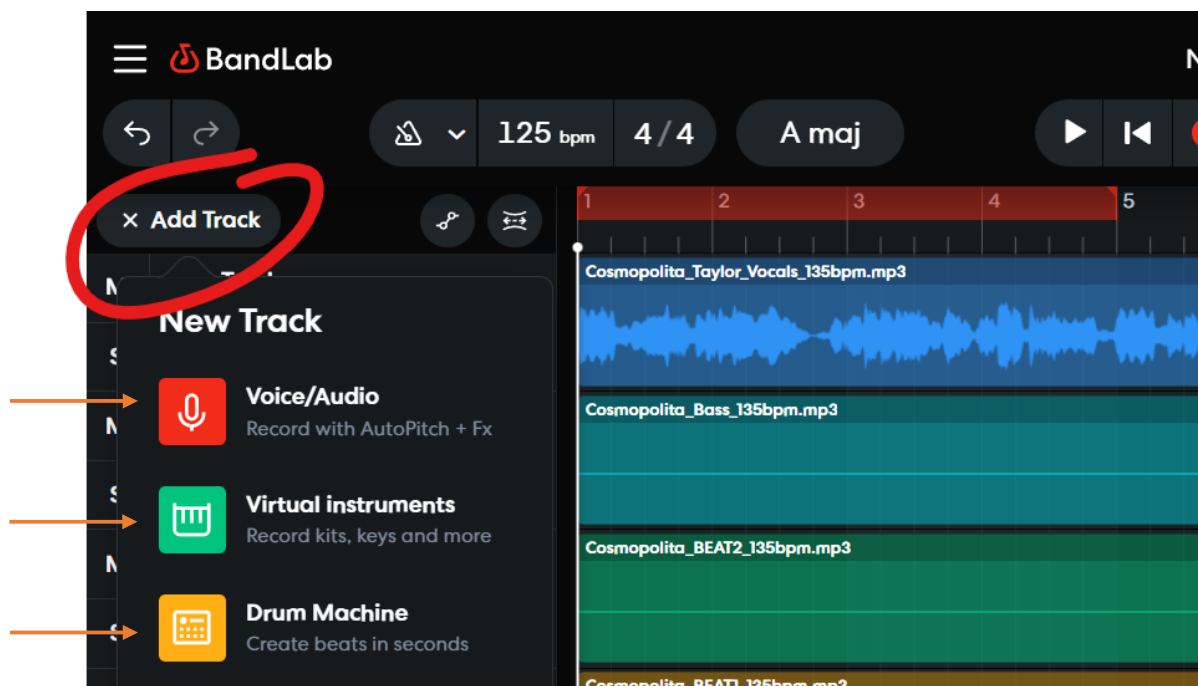 BandLab
125 bpm
4/4
A maj
Add Track
1 2 3 4 5
Cosmopolita_Taylor_Vocals_135bpm.mp3
New Track
Voice/Audio
Record with AutoPitch + Fx
Cosmopolita_Bass_135bpm.mp3
Virtual instruments
Record kits, keys and more
Cosmopolita_BEAT2_135bpm.mp3
Drum Machine
Create beats in seconds